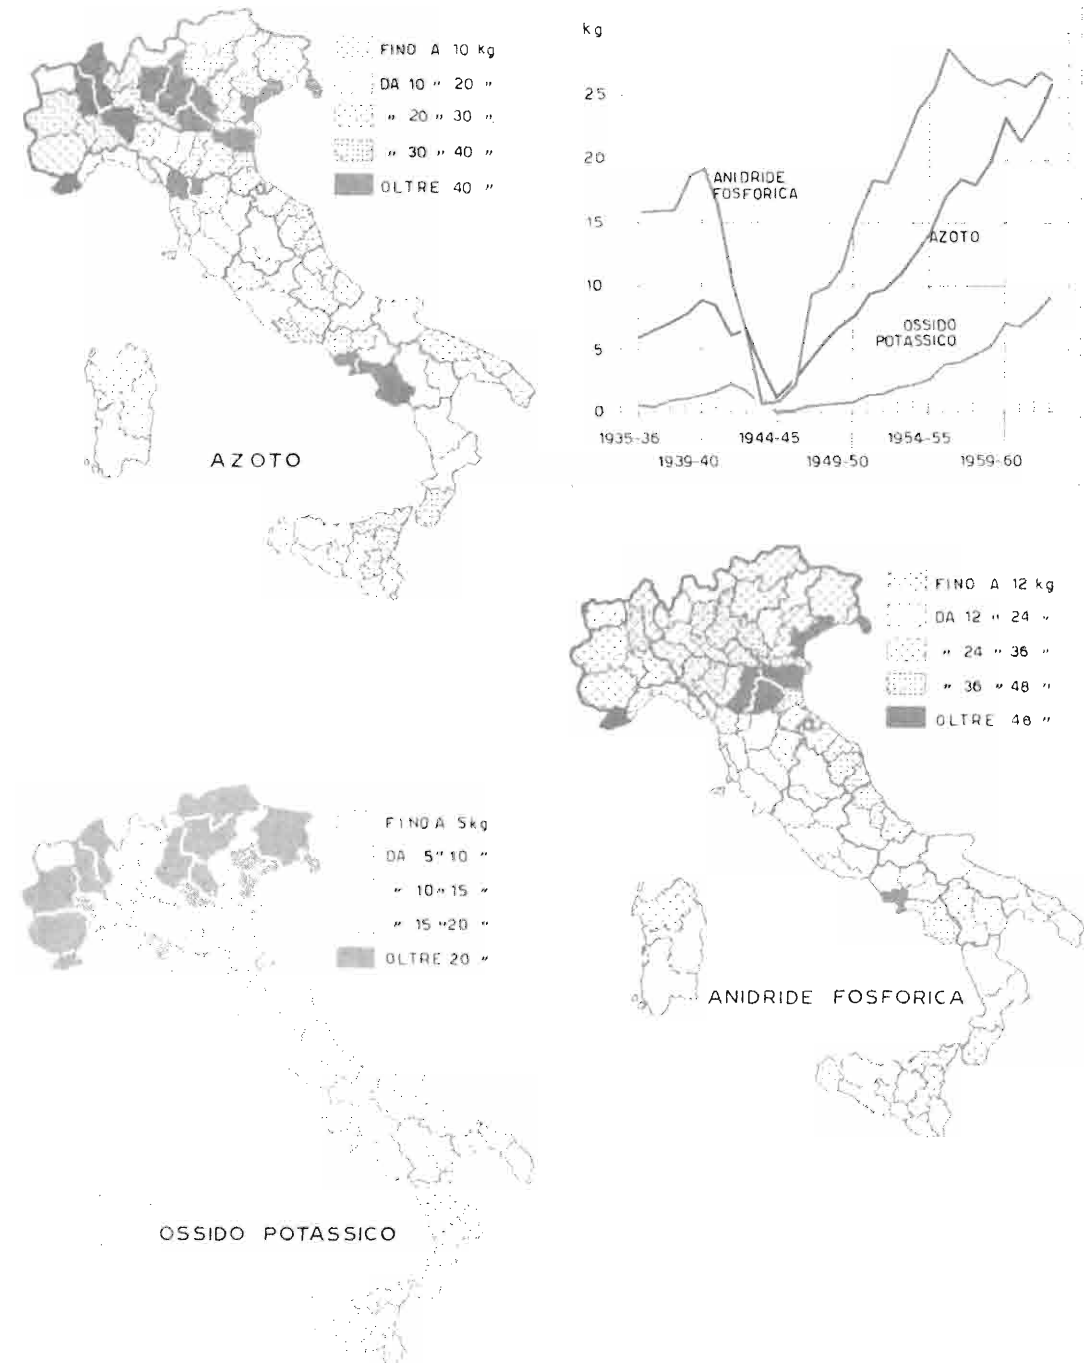 FINO A 10 kg
DA 10 " 20 "
" 20 " 30 "
" 30 " 40 "
OLTRE 40 "
AZOTO
kg
25
20
15
10
5
0
ANIDRIDE
FOSFORICA
AZOTO
OSSIDO
POTASSICO
1935-36
1944-45
1954-55
1939-40
1949-50
1959-60
FINO A 12 kg
DA 12 " 24 "
" 24 " 36 "
" 36 " 48 "
OLTRE 48 "
ANIDRIDE FOSFORICA
FINO A 5kg
DA 5 " 10 "
" 10 " 15 "
" 15 " 20 "
OLTRE 20 "
OSSIDO POTASSICO